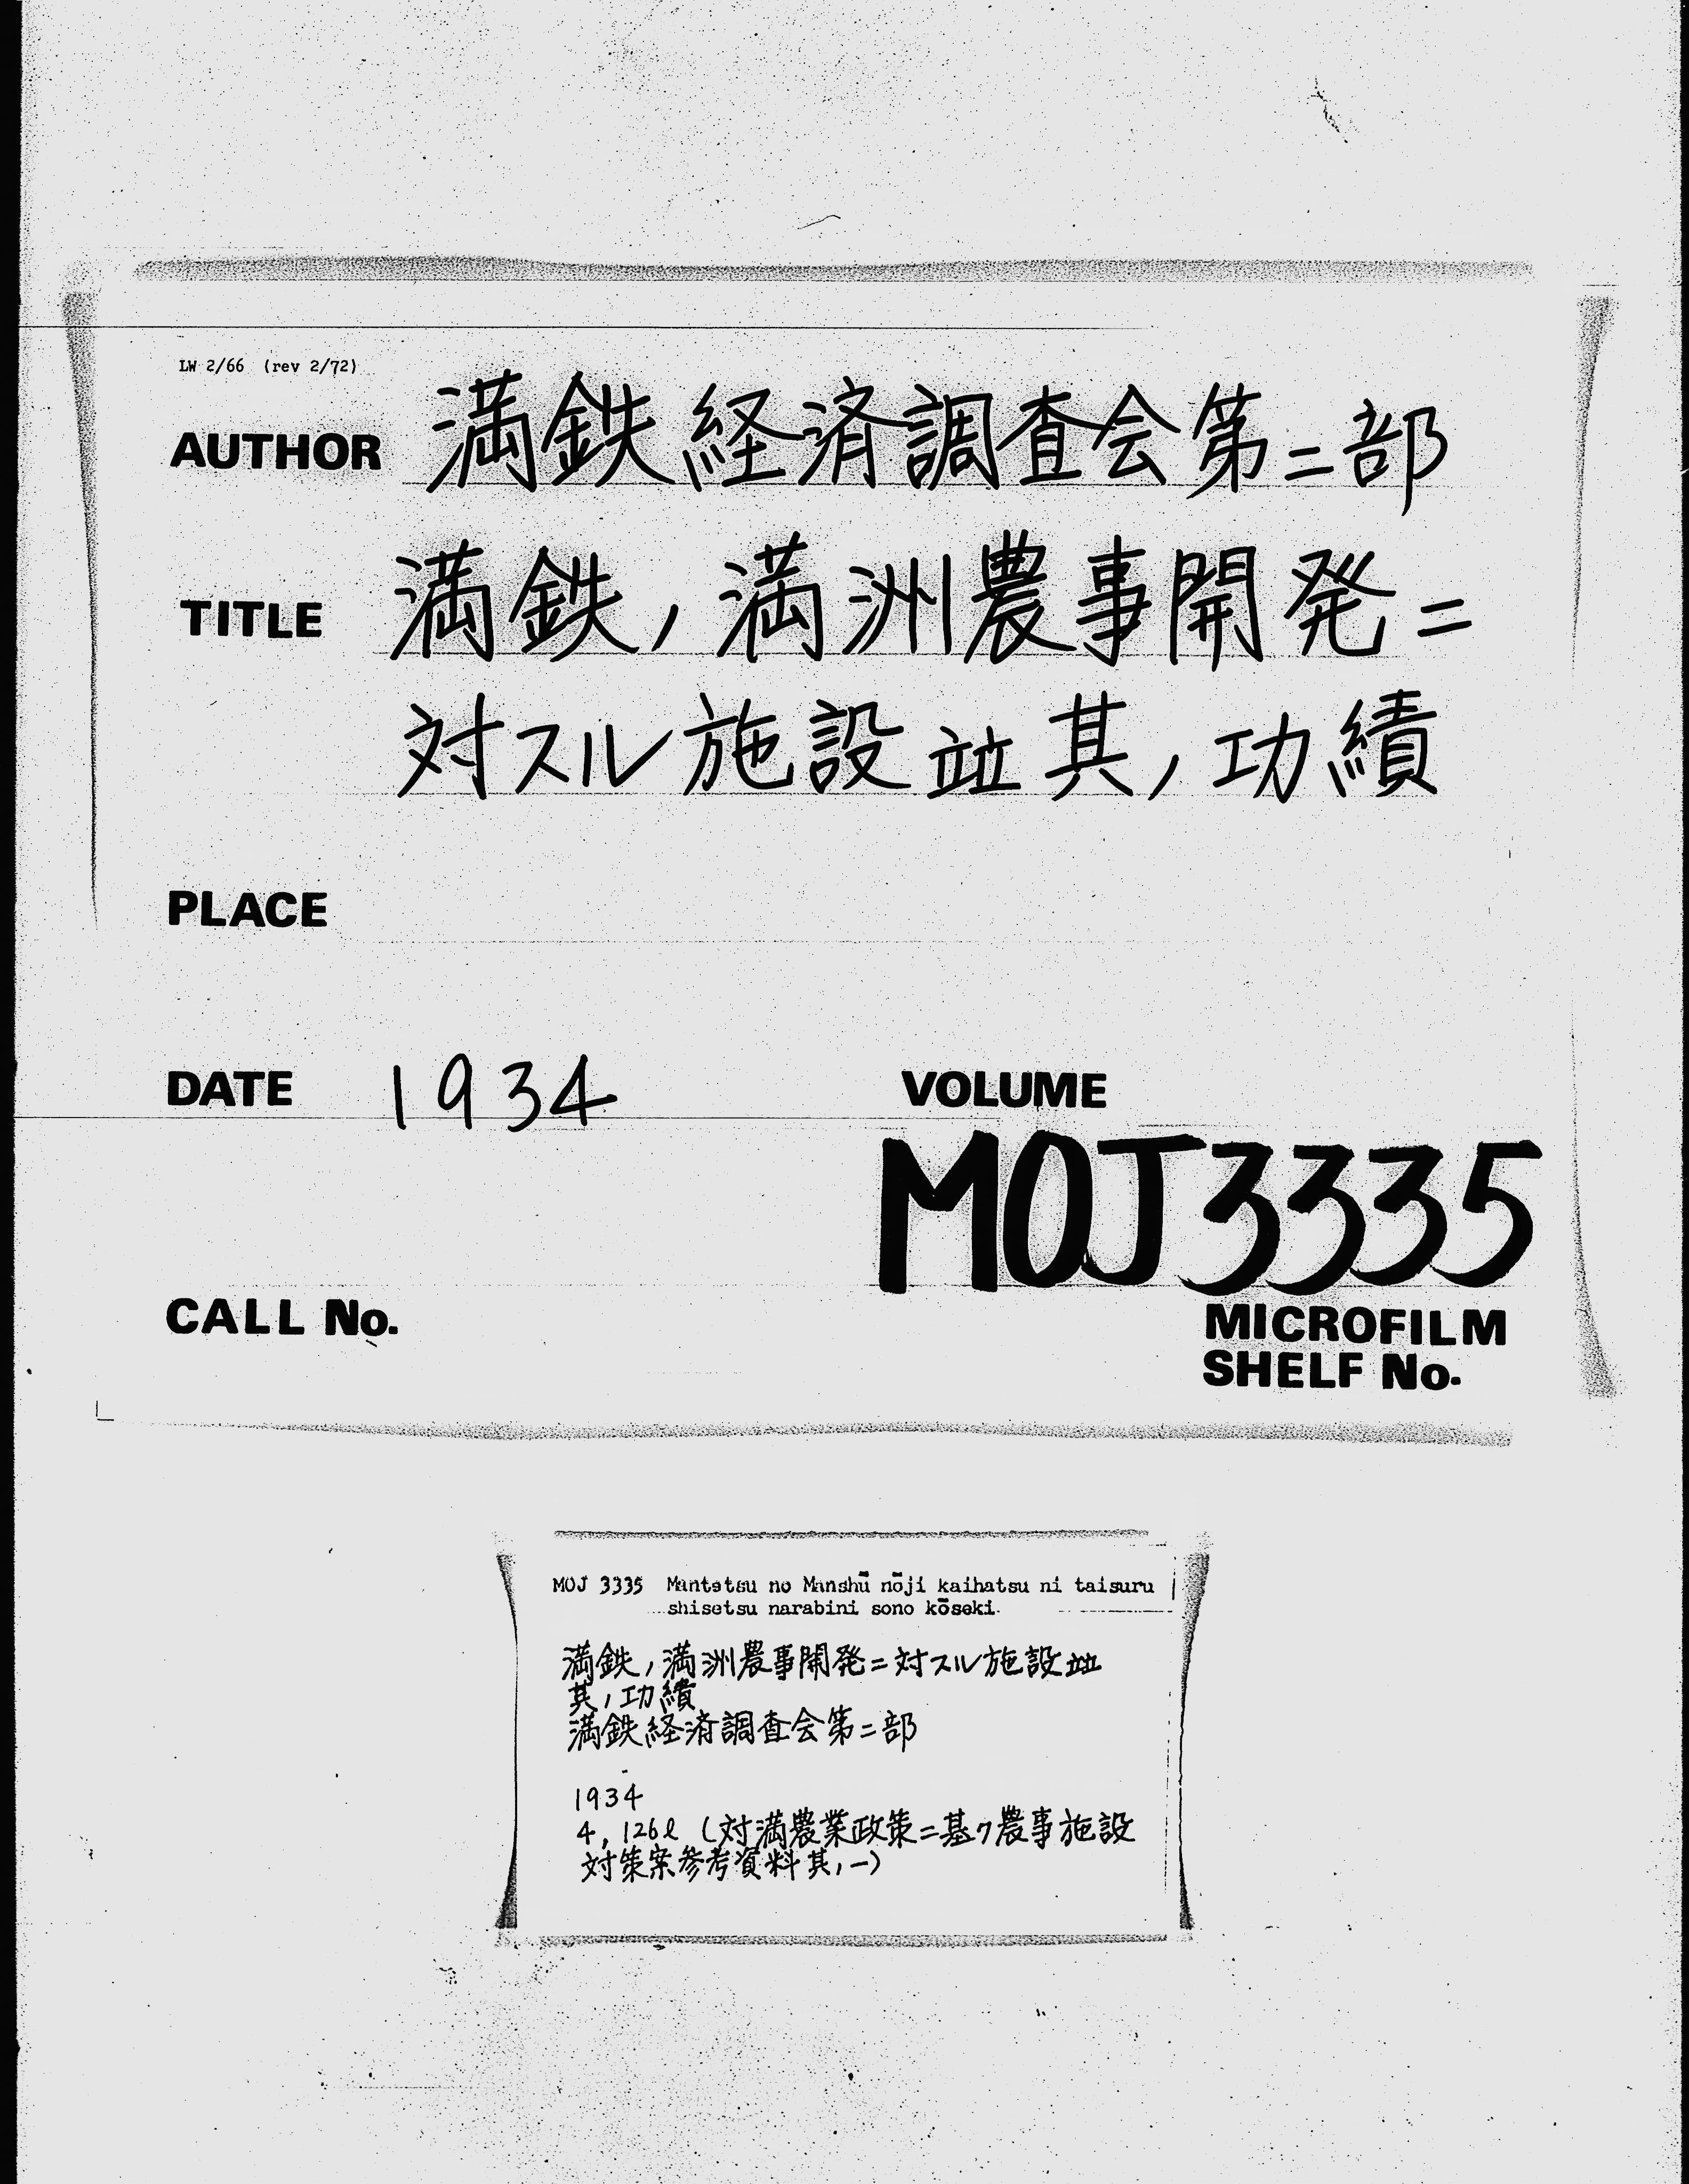 LW 2/66 (rev 2/72)
AUTHOR 満鉄経済調査会第二部
TITLE 満鉄ノ満洲農事開発ニ
対スル施設並其ノ功績
PLACE
DATE 1934
VOLUME
MOJ 3335
CALL No.
MICROFILM
SHELF No.
MOJ 3335 Mantetsu no Manshū nōji kaihatsu ni taisuru
shisetsu narabini sono kōseki.
満鉄ノ満洲農事開発ニ対スル施設並
其ノ功績
満鉄経済調査会第二部
1934
4, 126ℓ (対満農業政策ニ基ク農事施設
対策案参考資料其ノ一)